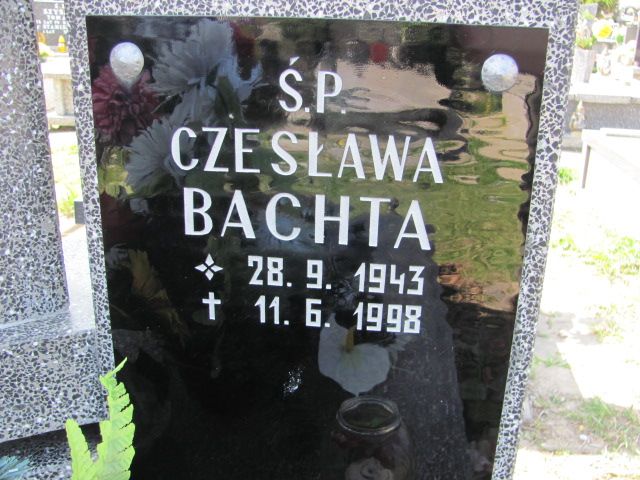 Ś.P.
CZESŁAWA
BACHTA
28. 9. 1943
† 11. 6. 1998